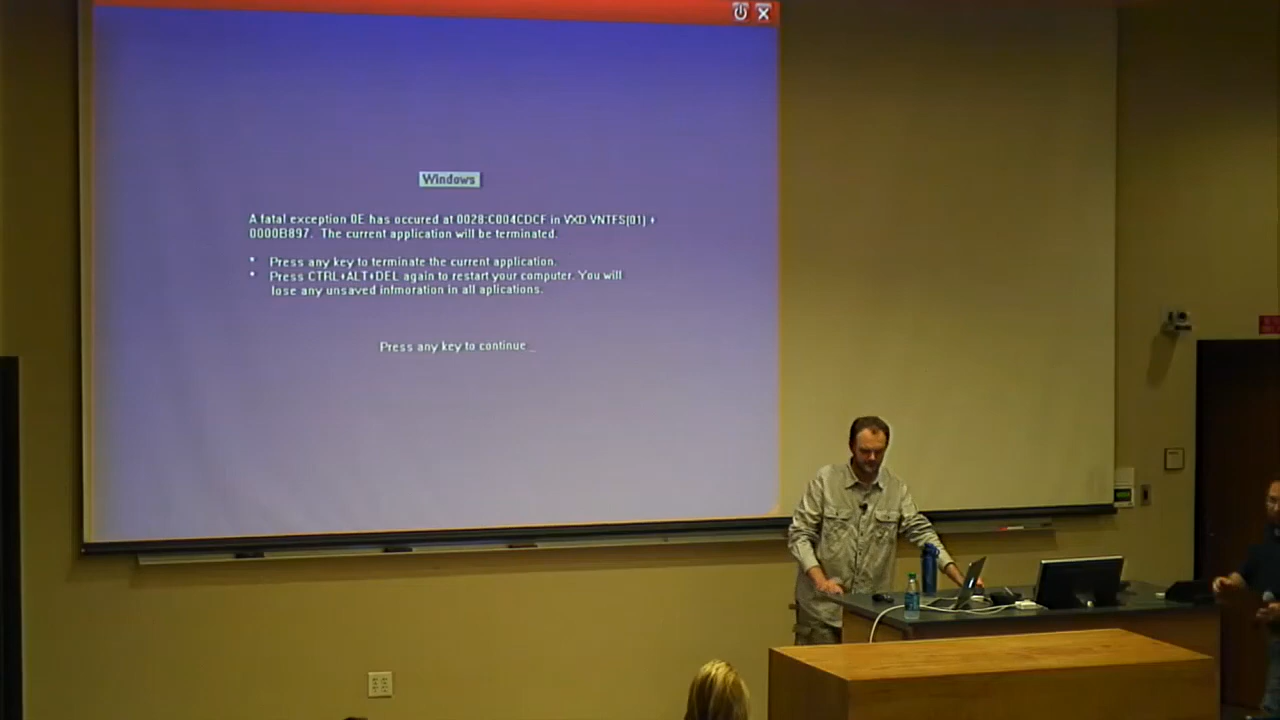 Windows
A fatal exception 0E has occured at 0028:C004CDCF in VXD VNTFS(01) +
0000B897. The current application will be terminated.
* Press any key to terminate the current application.
* Press CTRL+ALT+DEL again to restart your computer. You will
lose any unsaved infmoration in all aplications.
Press any key to continue _